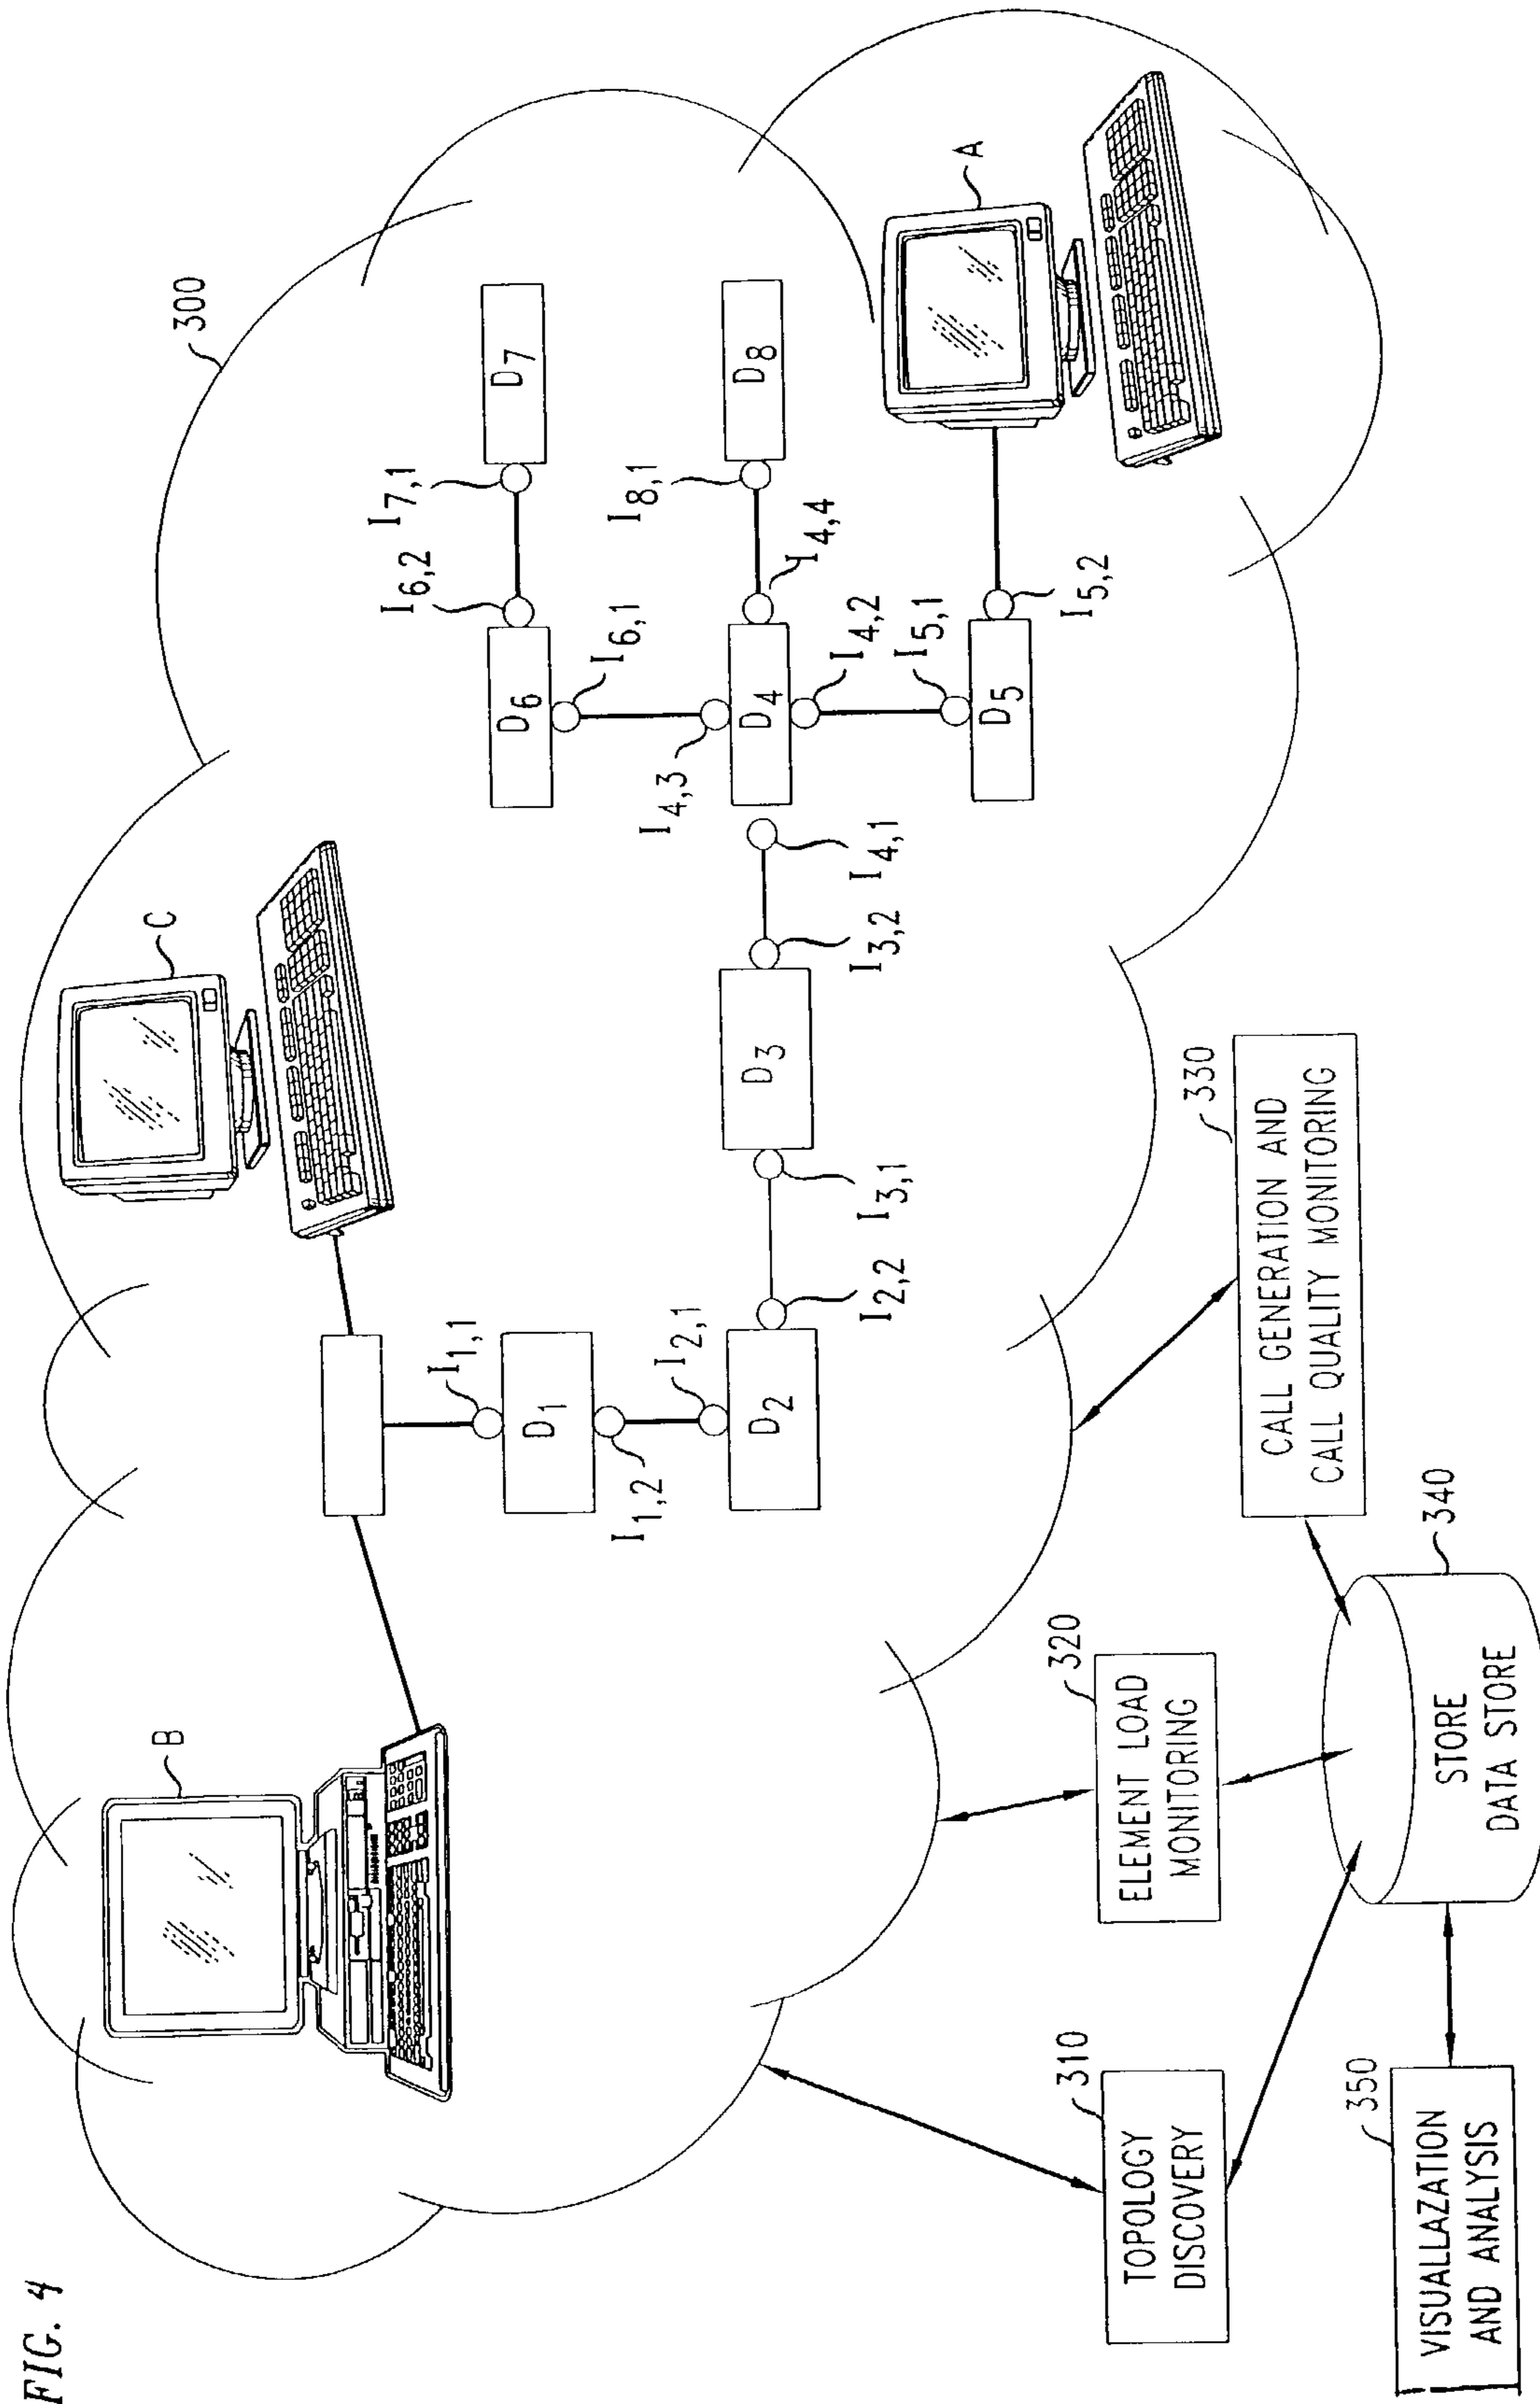 FIG. 4
300
B
C
A
I1,1
D1
I1,2
I2,1
D2
I2,2
I3,1
D3
I3,2
I4,1
I4,3
D4
I4,2
I4,4
I6,1
D6
I6,2
I7,1
D7
I8,1
D8
I5,1
D5
I5,2
310
TOPOLOGY
DISCOVERY
320
ELEMENT LOAD
MONITORING
330
CALL GENERATION AND
CALL QUALITY MONITORING
340
STORE
DATA STORE
350
VISUALLAZATION
AND ANALYSIS